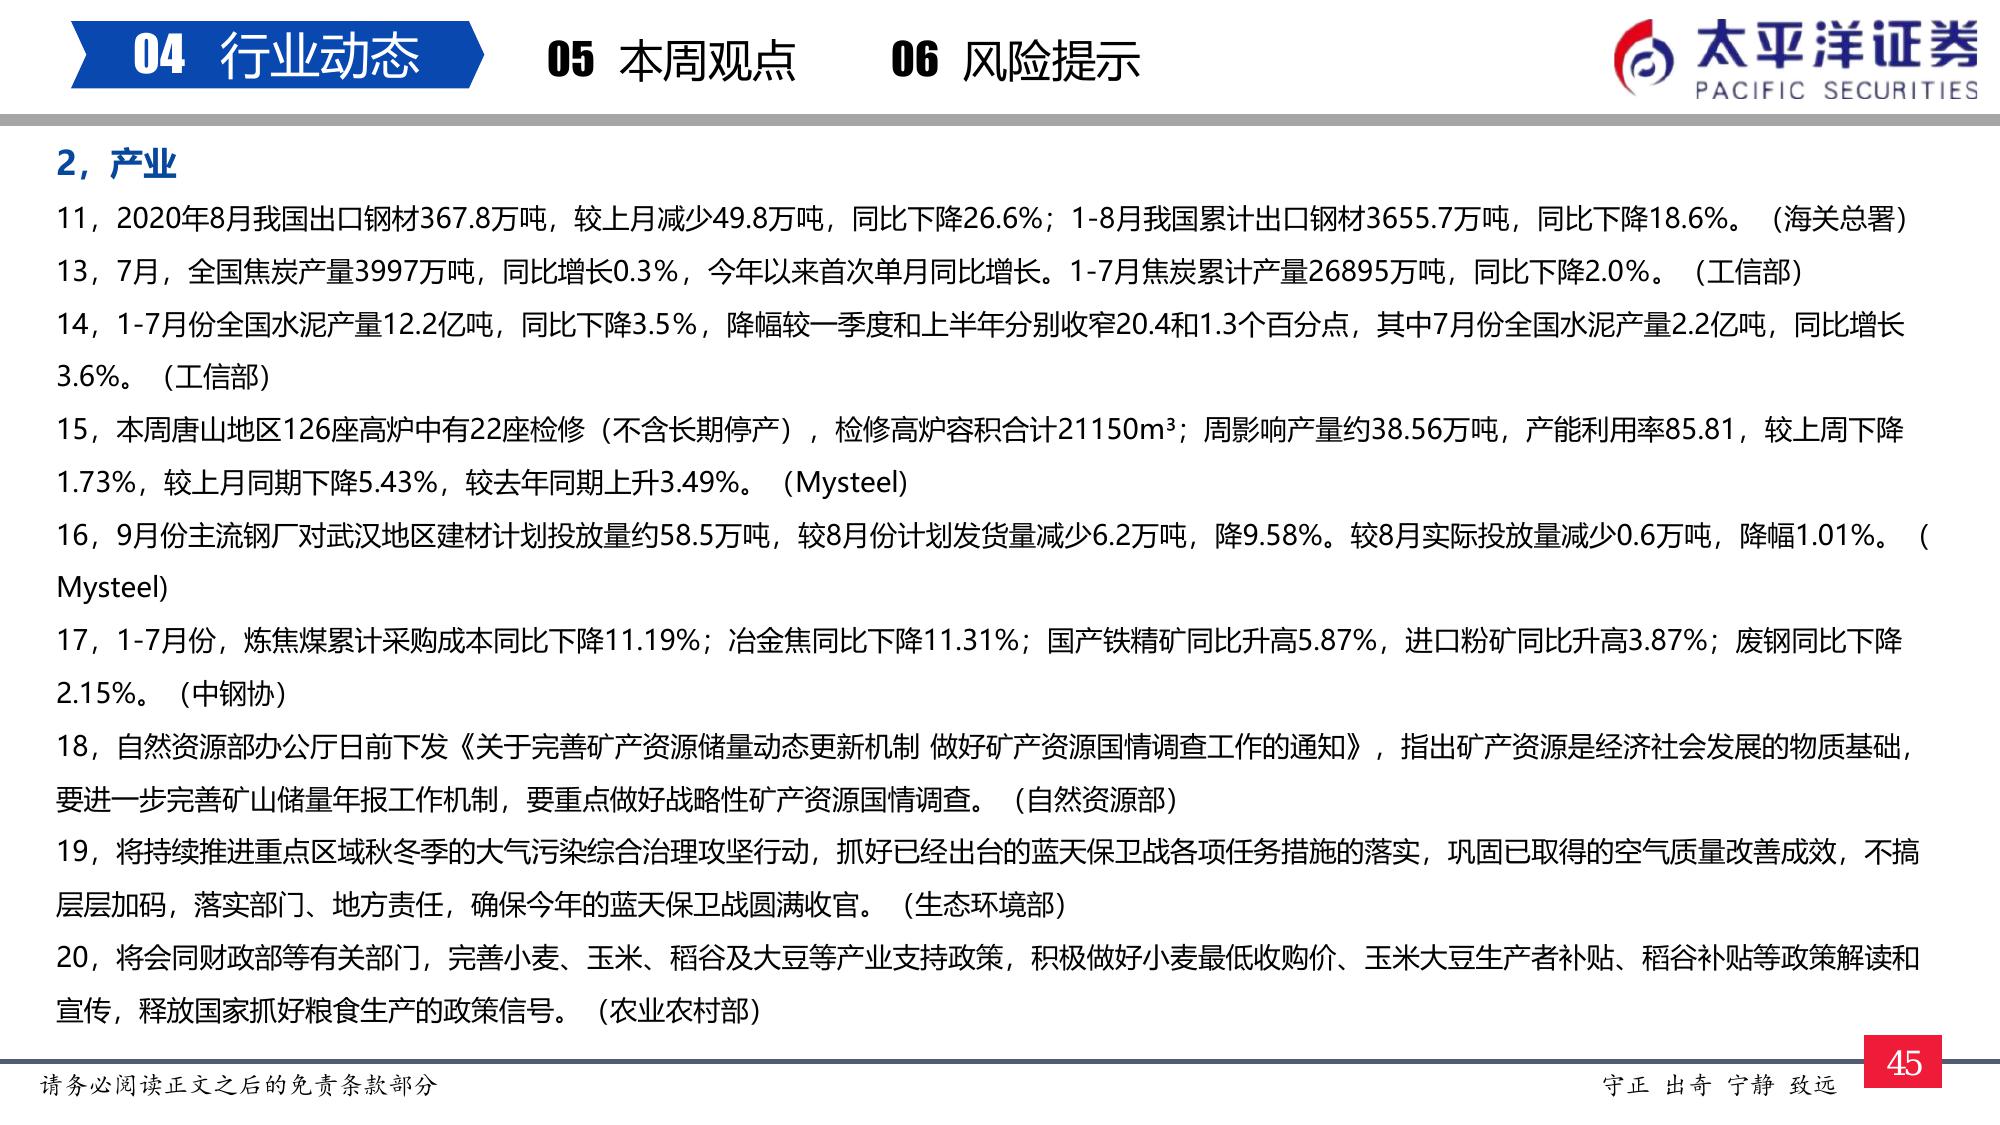 04 行业动态 05 本周观点 06 风险提示
太平洋证券
PACIFIC SECURITIES
2，产业
11，2020年8月我国出口钢材367.8万吨，较上月减少49.8万吨，同比下降26.6%；1-8月我国累计出口钢材3655.7万吨，同比下降18.6%。（海关总署）
13，7月，全国焦炭产量3997万吨，同比增长0.3%，今年以来首次单月同比增长。1-7月焦炭累计产量26895万吨，同比下降2.0%。（工信部）
14，1-7月份全国水泥产量12.2亿吨，同比下降3.5%，降幅较一季度和上半年分别收窄20.4和1.3个百分点，其中7月份全国水泥产量2.2亿吨，同比增长
3.6%。（工信部）
15，本周唐山地区126座高炉中有22座检修（不含长期停产），检修高炉容积合计21150m³；周影响产量约38.56万吨，产能利用率85.81，较上周下降
1.73%，较上月同期下降5.43%，较去年同期上升3.49%。（Mysteel)
16，9月份主流钢厂对武汉地区建材计划投放量约58.5万吨，较8月份计划发货量减少6.2万吨，降9.58%。较8月实际投放量减少0.6万吨，降幅1.01%。（
Mysteel)
17，1-7月份，炼焦煤累计采购成本同比下降11.19%；冶金焦同比下降11.31%；国产铁精矿同比升高5.87%，进口粉矿同比升高3.87%；废钢同比下降
2.15%。（中钢协）
18，自然资源部办公厅日前下发《关于完善矿产资源储量动态更新机制 做好矿产资源国情调查工作的通知》，指出矿产资源是经济社会发展的物质基础，
要进一步完善矿山储量年报工作机制，要重点做好战略性矿产资源国情调查。（自然资源部）
19，将持续推进重点区域秋冬季的大气污染综合治理攻坚行动，抓好已经出台的蓝天保卫战各项任务措施的落实，巩固已取得的空气质量改善成效，不搞
层层加码，落实部门、地方责任，确保今年的蓝天保卫战圆满收官。（生态环境部）
20，将会同财政部等有关部门，完善小麦、玉米、稻谷及大豆等产业支持政策，积极做好小麦最低收购价、玉米大豆生产者补贴、稻谷补贴等政策解读和
宣传，释放国家抓好粮食生产的政策信号。（农业农村部）
请务必阅读正文之后的免责条款部分
守正 出奇 宁静 致远
45